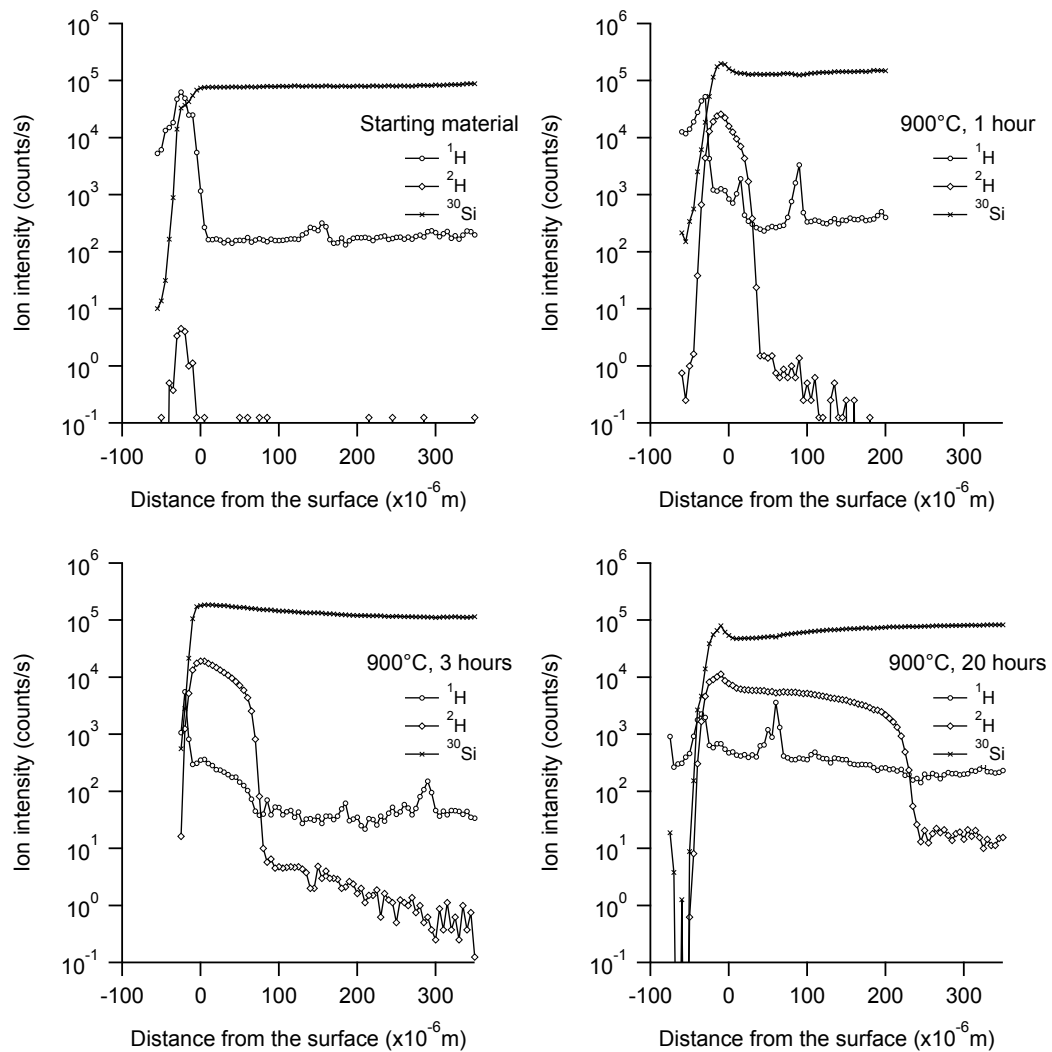 10^6
10^5
10^4
10^3
10^2
10^1
10^0
10^-1
Ion intensity (counts/s)
Starting material
^1H
^2H
^30Si
-100 0 100 200 300
Distance from the surface (x10^-6 m)
10^6
10^5
10^4
10^3
10^2
10^1
10^0
10^-1
Ion intensity (counts/s)
900°C, 1 hour
^1H
^2H
^30Si
-100 0 100 200 300
Distance from the surface (x10^-6 m)
10^6
10^5
10^4
10^3
10^2
10^1
10^0
10^-1
Ion intensity (counts/s)
900°C, 3 hours
^1H
^2H
^30Si
-100 0 100 200 300
Distance from the surface (x10^-6 m)
10^6
10^5
10^4
10^3
10^2
10^1
10^0
10^-1
Ion intansity (counts/s)
900°C, 20 hours
^1H
^2H
^30Si
-100 0 100 200 300
Distance from the surface (x10^-6 m)